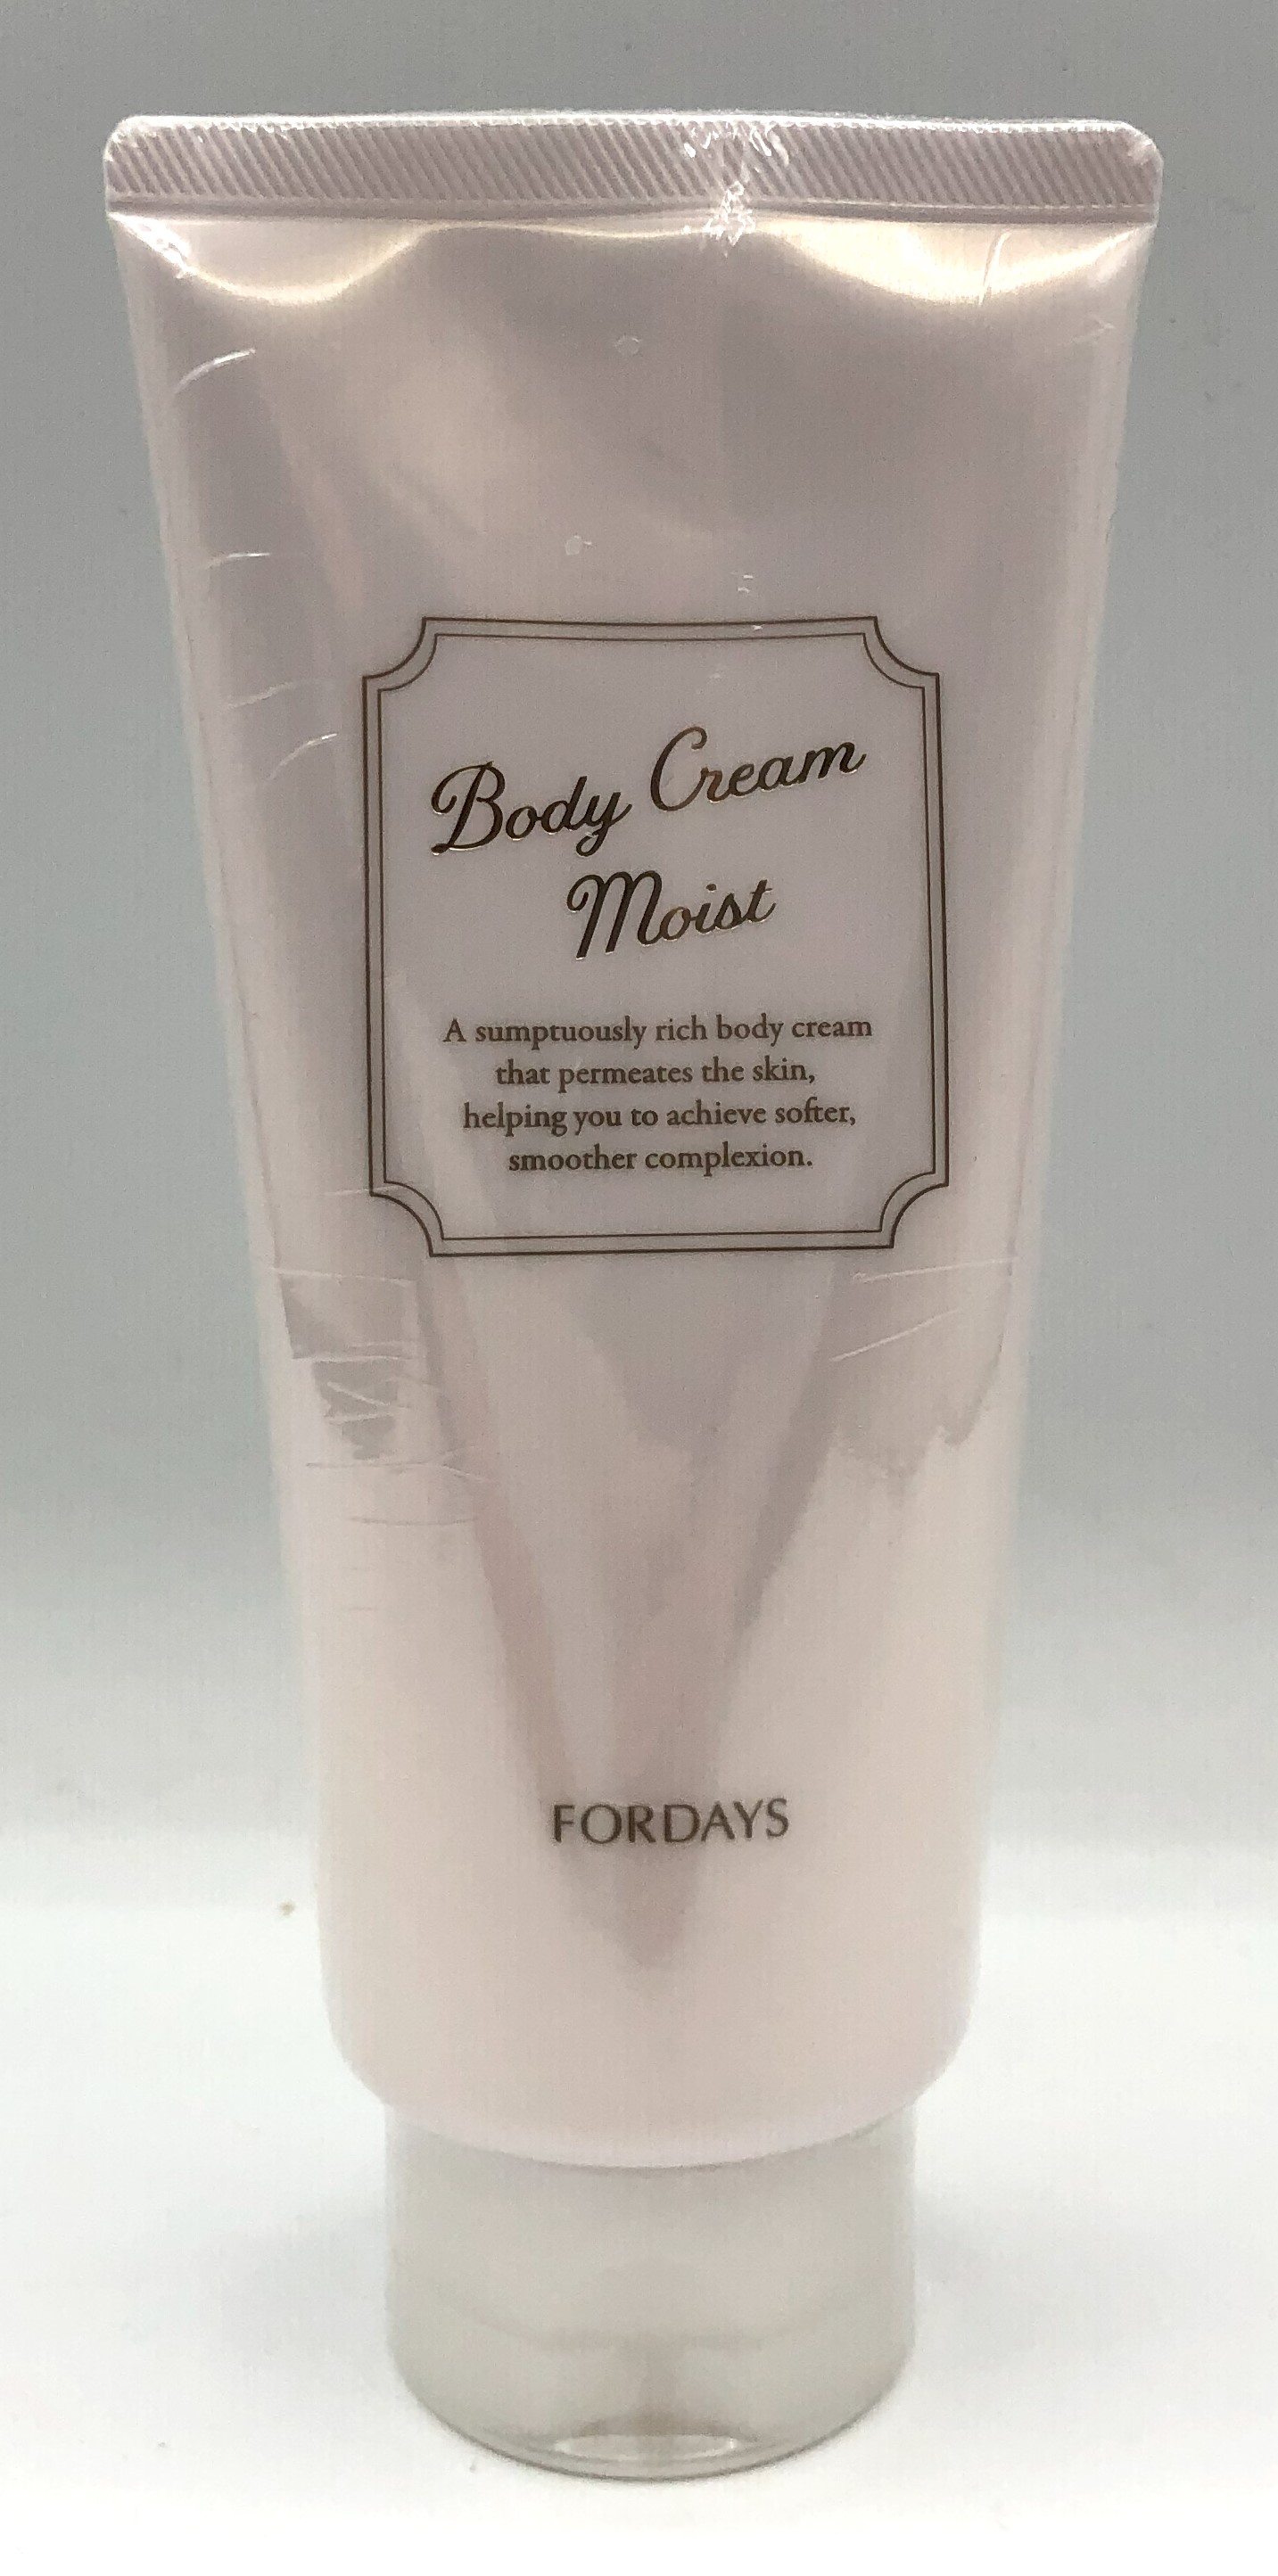 Body Cream
Moist
A sumptuously rich body cream
that permeates the skin,
helping you to achieve softer,
smoother complexion.
FORDAYS